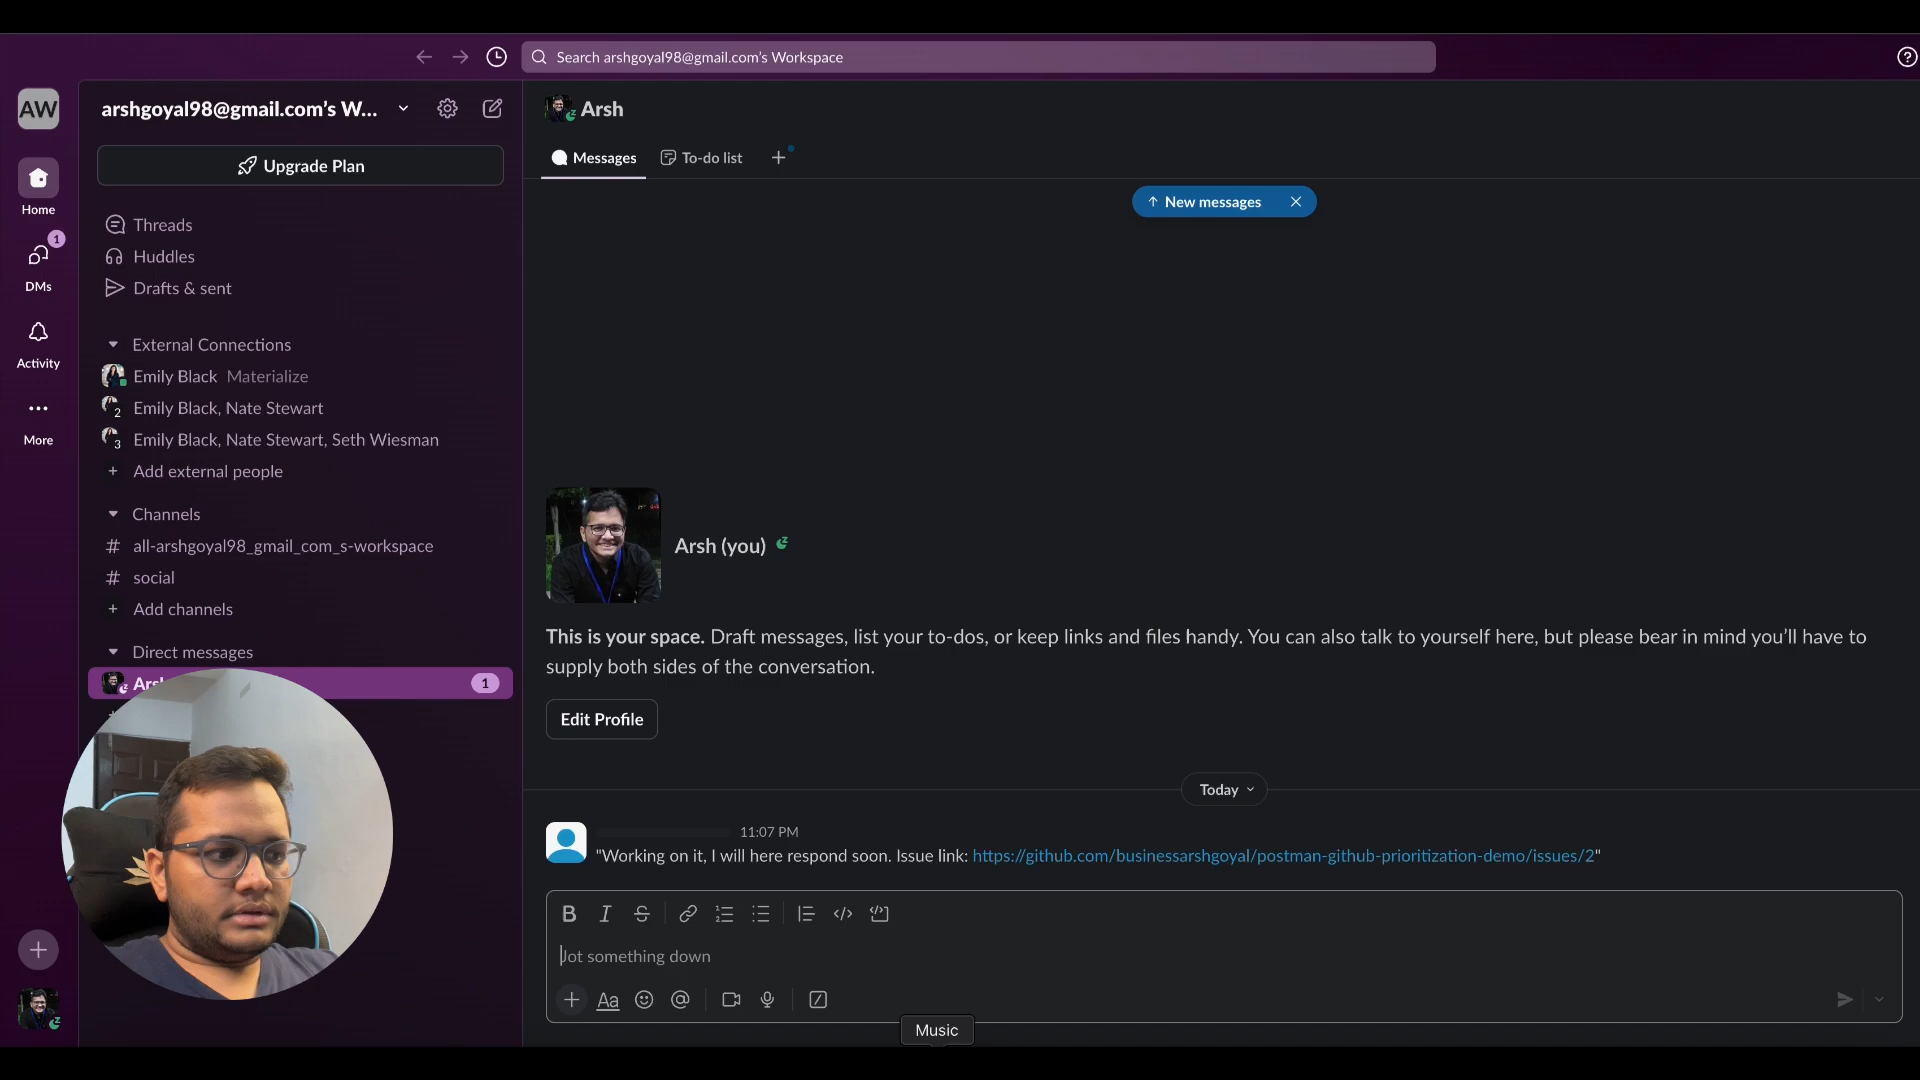 Search arshgoyal98@gmail.com's Workspace
AW
arshgoyal98@gmail.com's W...
Upgrade Plan
Home
1
DMs
Activity
More
Threads
Huddles
Drafts & sent
External Connections
Emily Black Materialize
2 Emily Black, Nate Stewart
3 Emily Black, Nate Stewart, Seth Wiesman
+ Add external people
Channels
# all-arshgoyal98_gmail_com_s-workspace
# social
+ Add channels
Direct messages
1
Arsh
Messages
To-do list
New messages
Arsh (you)
This is your space. Draft messages, list your to-dos, or keep links and files handy. You can also talk to yourself here, but please bear in mind you'll have to
supply both sides of the conversation.
Edit Profile
Today
11:07 PM
"Working on it, I will here respond soon. Issue link: https://github.com/businessarshgoyal/postman-github-prioritization-demo/issues/2"
B I S
Jot something down
Aa
Music